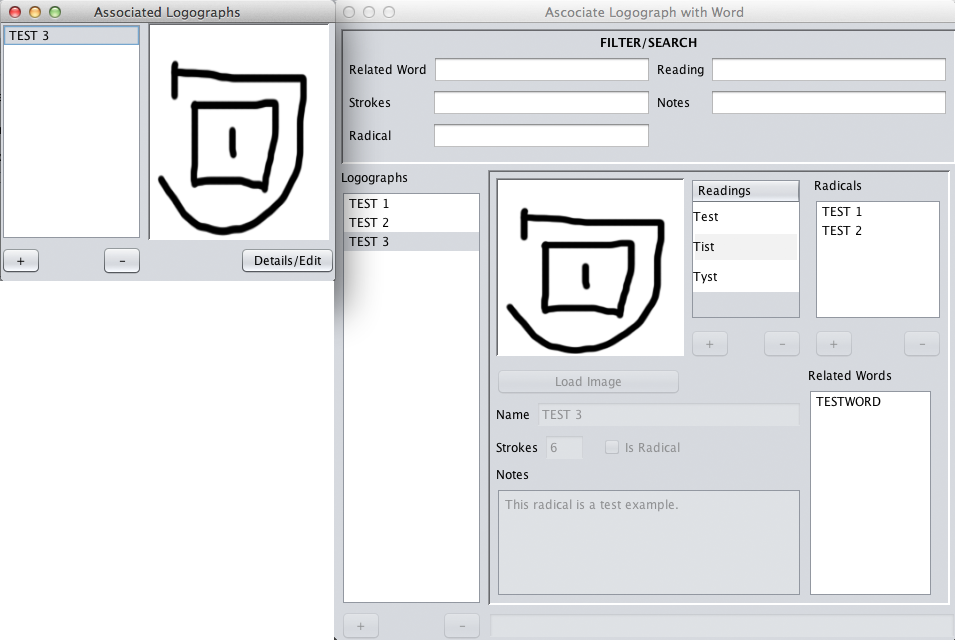 Associated Logographs
TEST 3
+
-
Details/Edit
Ascociate Logograph with Word
FILTER/SEARCH
Related Word
Reading
Strokes
Notes
Radical
Logographs
TEST 1
TEST 2
TEST 3
+
-
Readings
Test
Tist
Tyst
+
-
Radicals
TEST 1
TEST 2
+
-
Load Image
Name TEST 3
Strokes 6 Is Radical
Notes
This radical is a test example.
Related Words
TESTWORD